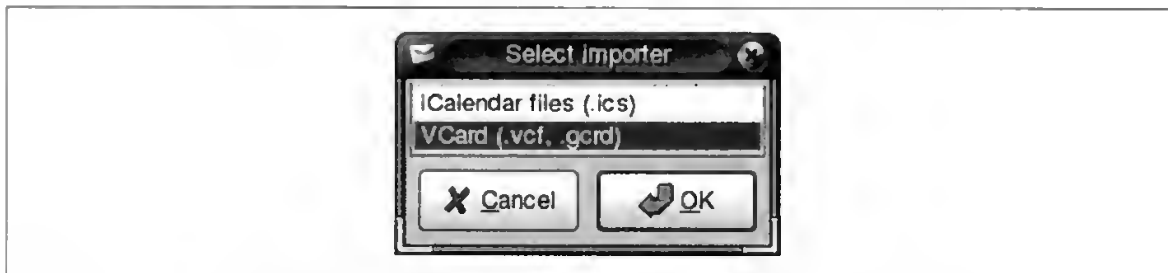 Select Importer
ICalendar files (.ics)
VCard (.vcf, .gcrd)
Cancel
OK